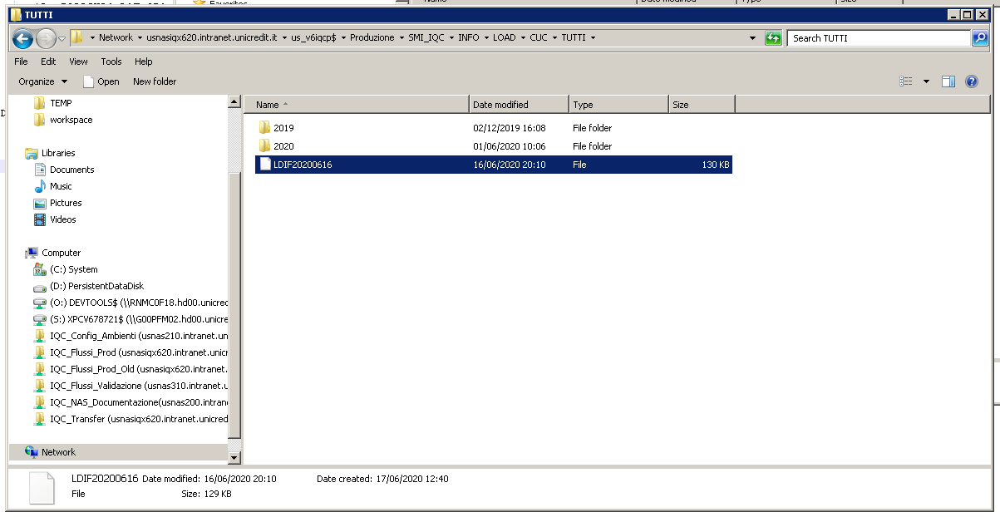 TUTTI
Network usnasiqx620.intranet.unicredit.it us_v6iqcp$ Produzione SMI_IQC INFO LOAD CUC TUTTI
Search TUTTI
File Edit View Tools Help
Organize Open New folder
Name Date modified Type Size
TEMP
workspace
Libraries
Documents
Music
Pictures
Videos
Computer
(C:) System
(D:) PersistentDataDisk
(O:) DEVTOOLS$ (\\RNMC0F18.hd00.unicred
(S:) XPCV678721$ (\\G00PFM02.hd00.unicre
IQC_Config_Ambienti (usnas210.intranet.un
IQC_Flussi_Prod (usnasiqx620.intranet.unicr
IQC_Flussi_Prod_Old (usnasiqx620.intranet.
IQC_Flussi_Validazione (usnas310.intranet.u
IQC_NAS_Documentazione(usnas200.intran
IQC_Transfer (usnasiqx620.intranet.unicred
Network
2019 02/12/2019 16:08 File folder
2020 01/06/2020 10:06 File folder
LDIF20200616 16/06/2020 20:10 File 130 KB
LDIF20200616 Date modified: 16/06/2020 20:10 Date created: 17/06/2020 12:40
File Size: 129 KB